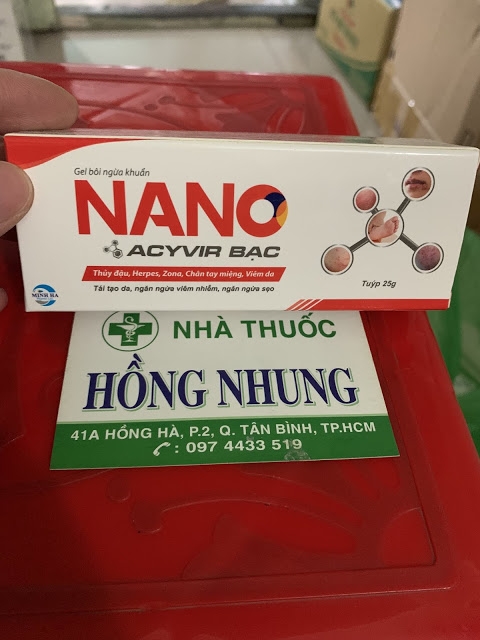 Gel bôi ngừa khuẩn
NANO
ACYVIR BẠC
Thủy đậu, Herpes, Zona, Chân tay miệng, Viêm da
Tái tạo da, ngăn ngừa viêm nhiễm, ngăn ngừa sẹo
MINH HA
Tuýp 25g
NHÀ THUỐC
HỒNG NHUNG
41A HỒNG HÀ, P.2, Q. TÂN BÌNH, TP.HCM
: 097 4433 519